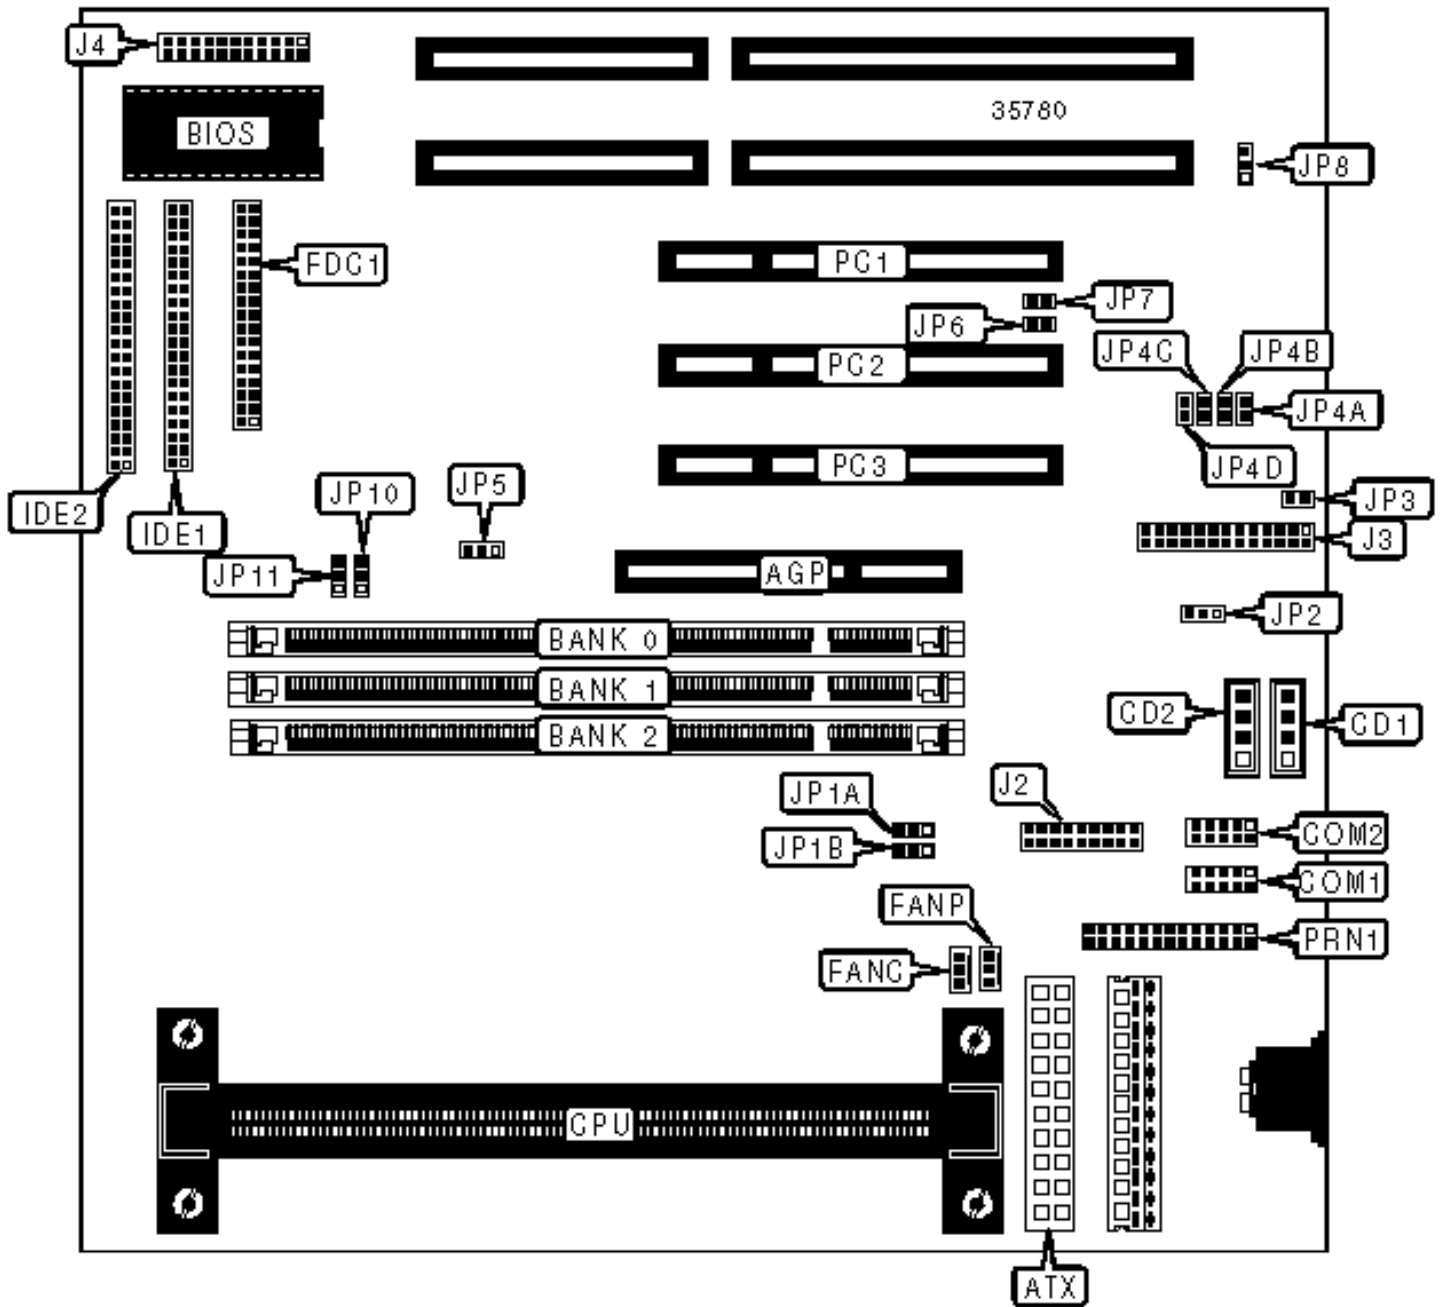 J4
BIOS
35780
JP8
FDC1
PC1
JP7
JP6
JP4C
JP4B
PC2
JP4A
JP4D
PC3
JP10
JP5
JP3
IDE2
IDE1
J3
JP11
AGP
JP2
BANK 0
BANK 1
BANK 2
CD2
CD1
JP1A
J2
JP1B
COM2
COM1
FANP
PRN1
FANC
CPU
ATX